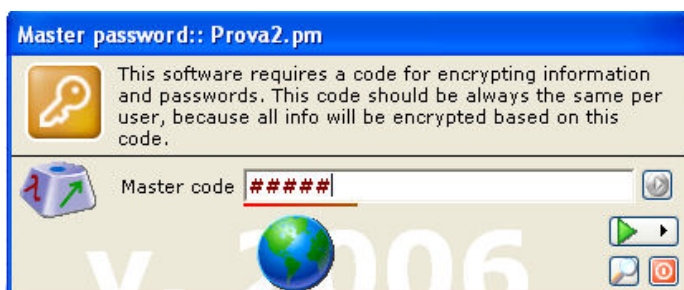 Master password:: Prova2.pm
This software requires a code for encrypting information
and passwords. This code should be always the same per
user, because all info will be encrypted based on this
code.
Master code #####
v. 2006